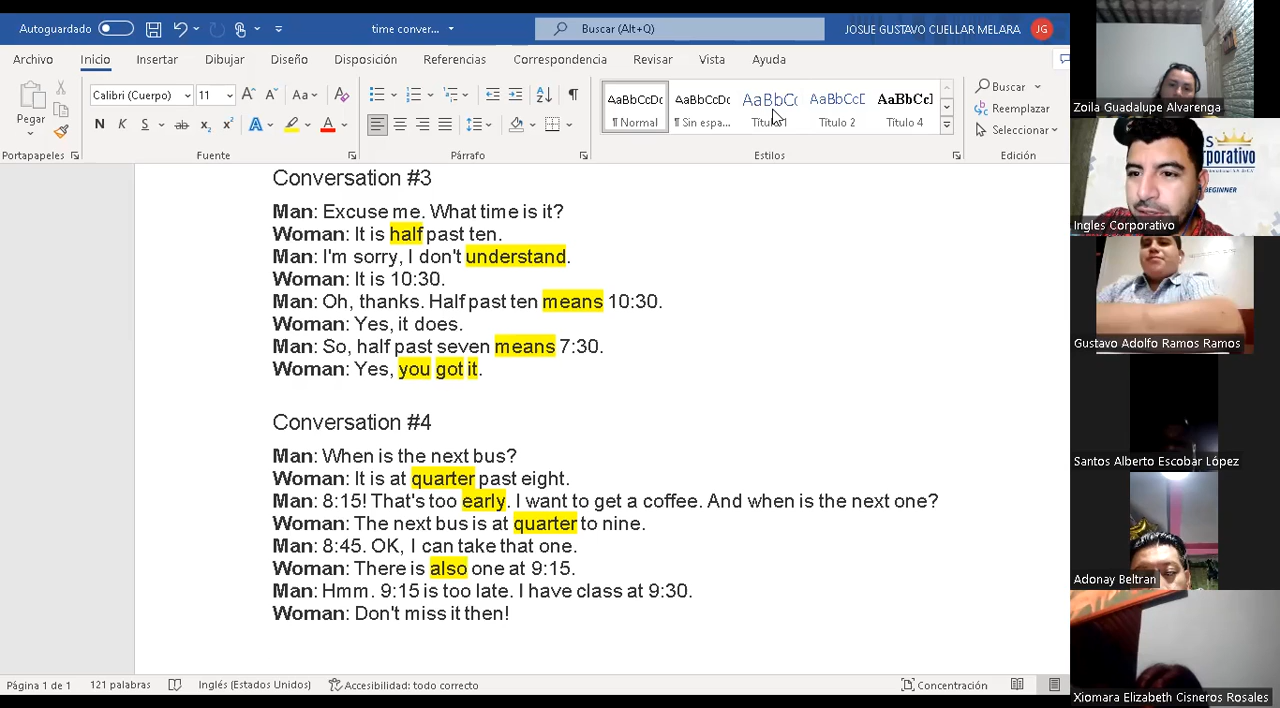 Autoguardado
time conver...
Buscar (Alt+Q)
JOSUE GUSTAVO CUELLAR MELARA
JG
Archivo Inicio Insertar Dibujar Diseño Disposición Referencias Correspondencia Revisar Vista Ayuda
Pegar
Calibri (Cuerpo) 11
N K S ab x₂ x²
AaBbCcDc AaBbCcDc AaBbCc AaBbCcD AaBbCcI
¶ Normal ¶ Sin espa... Título 1 Título 2 Título 4
Buscar
Reemplazar
Seleccionar
Portapapeles Fuente Párrafo Estilos Edición
Conversation #3
Man: Excuse me. What time is it?
Woman: It is half past ten.
Man: I'm sorry, I don't understand.
Woman: It is 10:30.
Man: Oh, thanks. Half past ten means 10:30.
Woman: Yes, it does.
Man: So, half past seven means 7:30.
Woman: Yes, you got it.
Conversation #4
Man: When is the next bus?
Woman: It is at quarter past eight.
Man: 8:15! That's too early. I want to get a coffee. And when is the next one?
Woman: The next bus is at quarter to nine.
Man: 8:45. OK, I can take that one.
Woman: There is also one at 9:15.
Man: Hmm. 9:15 is too late. I have class at 9:30.
Woman: Don't miss it then!
Página 1 de 1 121 palabras Inglés (Estados Unidos) Accesibilidad: todo correcto Concentración
Zoila Guadalupe Alvarenga
BEGINNER
Ingles Corporativo
Gustavo Adolfo Ramos Ramos
Santos Alberto Escobar López
Adonay Beltran
Xiomara Elizabeth Cisneros Rosales